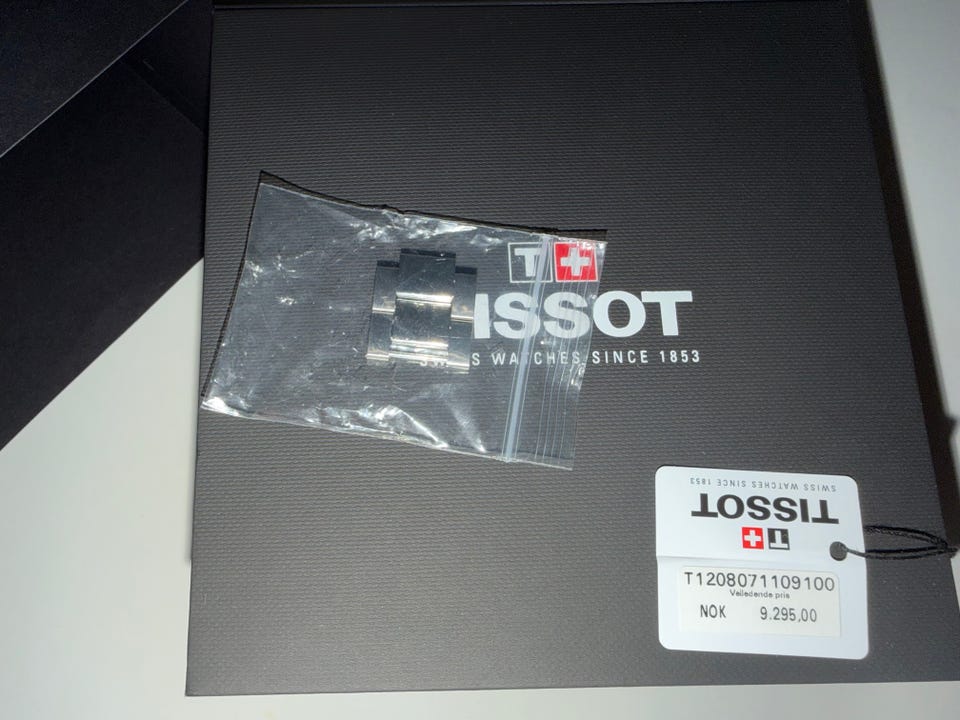 T+
TISSOT
SWISS WATCHES SINCE 1853
SWISS WATCHES SINCE 1853
TISSOT
T+
T1208071109100
Veiledende pris
NOK 9.295,00